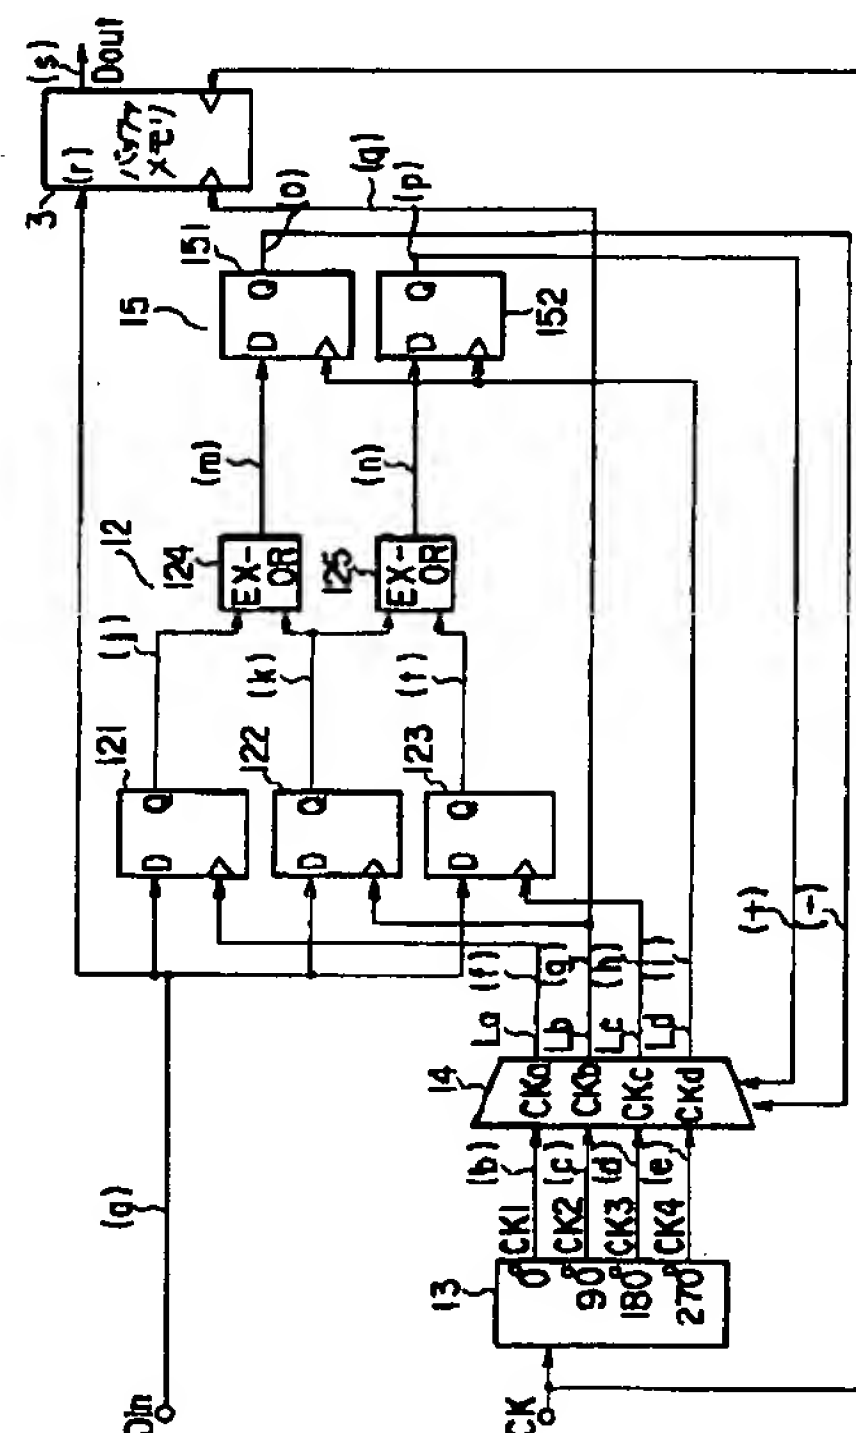 Din
(a)
CK
13
0°
90°
180°
270°
CK1
CK2
CK3
CK4
(b)
(c)
(d)
(e)
14
CKa
CKb
CKc
CKd
La
Lb
Lc
Ld
(f)
(g)
(h)
(i)
(+)
(-)
121
D
Q
122
D
Q
123
D
Q
(j)
(k)
12
124
EX-
OR
125
EX-
OR
(m)
(n)
15
151
D
Q
152
D
Q
(o)
(p)
(q)
3
(r)
バッファ
メモリ
(s)
Dout